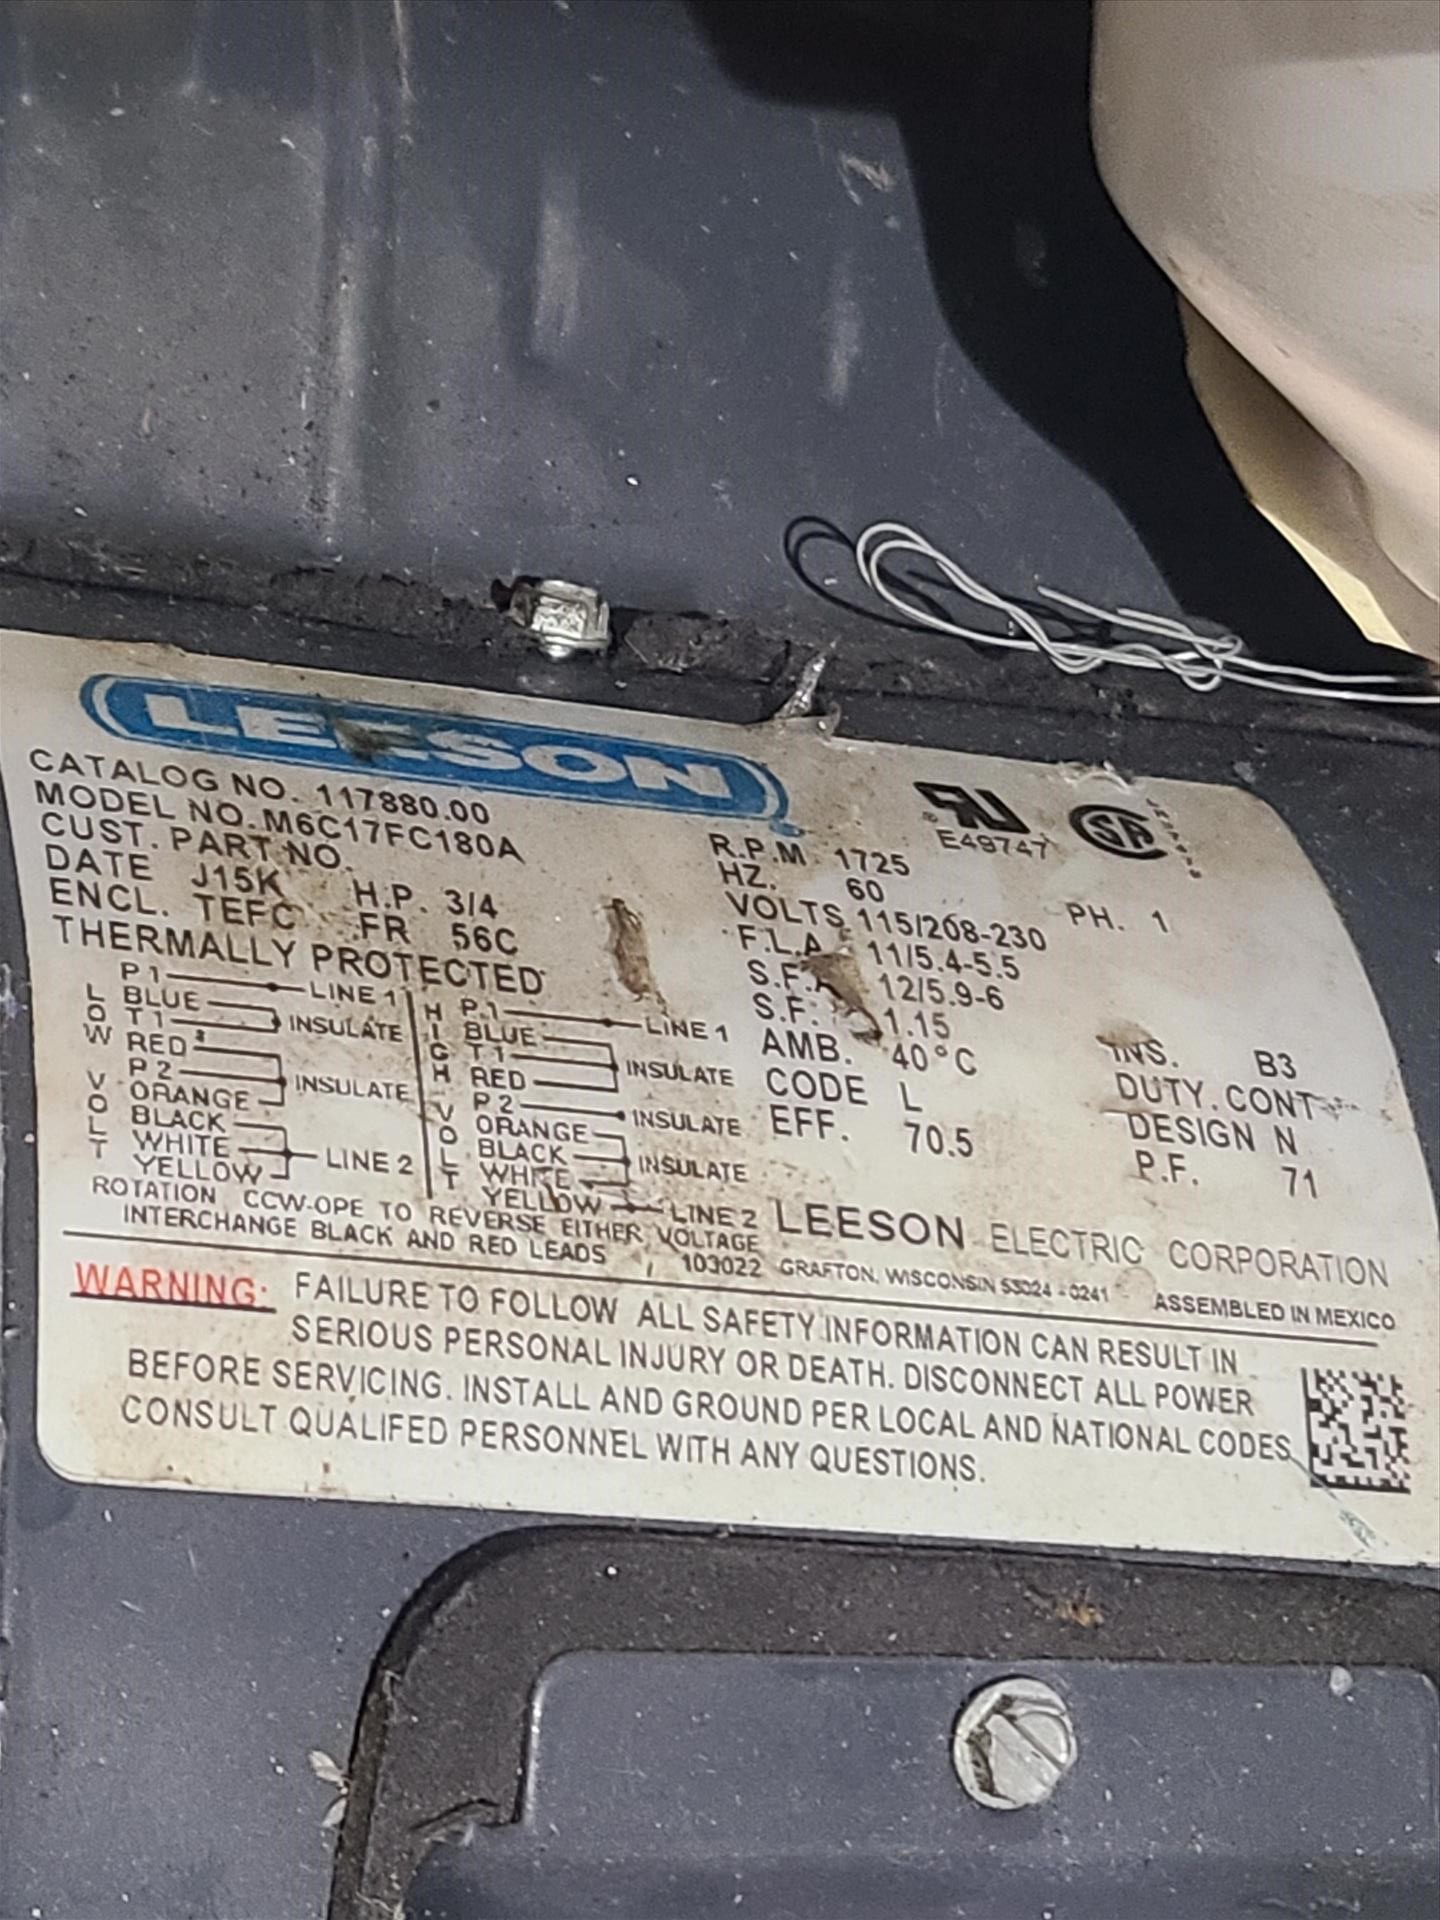 LEESON
CATALOG NO. 117880.00
MODEL NO. M6C17FC180A
CUST. PART NO.
DATE J15K H.P. 3/4
ENCL. TEFC FR 56C
THERMALLY PROTECTED
R.P.M 1725
HZ. 60 PH. 1
VOLTS 115/208-230
F.L.A 11/5.4-5.5
S.F.A 12/5.9-6
S.F. 1.15
AMB. 40°C INS. B3
CODE L DUTY. CONT
EFF. 70.5 DESIGN N
P.F. 71
E49747
LOW VOLT
P1 LINE 1
BLUE
T1 INSULATE
RED
P2 INSULATE
ORANGE
BLACK
WHITE LINE 2
YELLOW
HIGH VOLT
P.1 LINE 1
BLUE
T1 INSULATE
RED
P2 INSULATE
ORANGE
BLACK INSULATE
WHITE
YELLOW LINE 2
ROTATION CCW-OPE TO REVERSE EITHER VOLTAGE
INTERCHANGE BLACK AND RED LEADS 103022
LEESON ELECTRIC CORPORATION
GRAFTON, WISCONSIN 53024-0241 ASSEMBLED IN MEXICO
WARNING: FAILURE TO FOLLOW ALL SAFETY INFORMATION CAN RESULT IN
SERIOUS PERSONAL INJURY OR DEATH. DISCONNECT ALL POWER
BEFORE SERVICING. INSTALL AND GROUND PER LOCAL AND NATIONAL CODES
CONSULT QUALIFED PERSONNEL WITH ANY QUESTIONS.